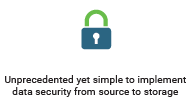 Unprecedented yet simple to implement
data security from source to storage